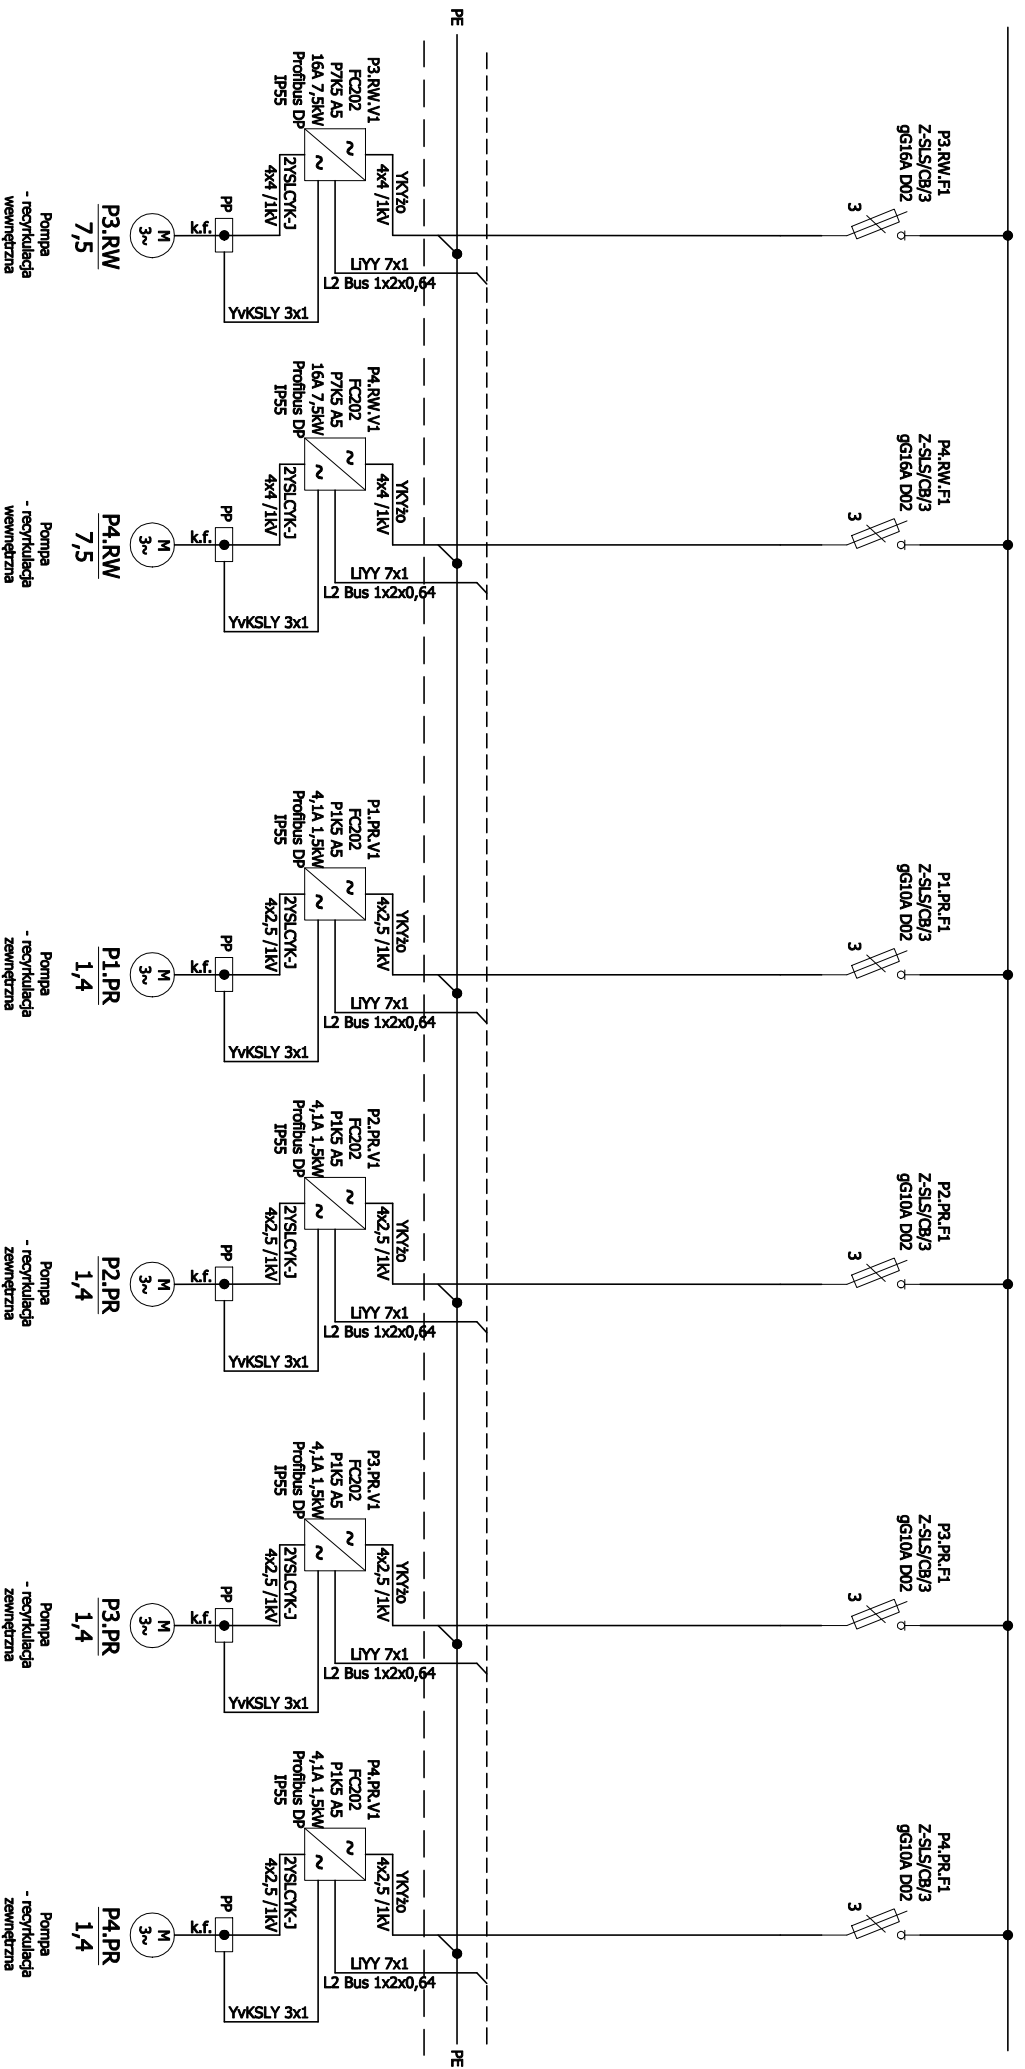 PE
P3.RW.F1
Z-SLS/CB/3
gG16A D02
3
P3.RW.V1
FC202
P7K5 A5
16A 7,5kW
Profibus DP
IP55
~
~
YKYżo
4x4 /1kV
2YSLCYK-J
4x4 /1kV
LiYY 7x1
L2 Bus 1x2x0,64
YvKSLY 3x1
PP
k.f.
M
3~
P3.RW
7,5
Pompa
- recyrkulacja
wewnętrzna
P4.RW.F1
Z-SLS/CB/3
gG16A D02
3
P4.RW.V1
FC202
P7K5 A5
16A 7,5kW
Profibus DP
IP55
~
~
YKYżo
4x4 /1kV
2YSLCYK-J
4x4 /1kV
LiYY 7x1
L2 Bus 1x2x0,64
YvKSLY 3x1
PP
k.f.
M
3~
P4.RW
7,5
Pompa
- recyrkulacja
wewnętrzna
P1.PR.F1
Z-SLS/CB/3
gG10A D02
3
P1.PR.V1
FC202
P1K5 A5
4,1A 1,5kW
Profibus DP
IP55
~
~
YKYżo
4x2,5 /1kV
2YSLCYK-J
4x2,5 /1kV
LiYY 7x1
L2 Bus 1x2x0,64
YvKSLY 3x1
PP
k.f.
M
3~
P1.PR
1,4
Pompa
- recyrkulacja
zewnętrzna
P2.PR.F1
Z-SLS/CB/3
gG10A D02
3
P2.PR.V1
FC202
P1K5 A5
4,1A 1,5kW
Profibus DP
IP55
~
~
YKYżo
4x2,5 /1kV
2YSLCYK-J
4x2,5 /1kV
LiYY 7x1
L2 Bus 1x2x0,64
YvKSLY 3x1
PP
k.f.
M
3~
P2.PR
1,4
Pompa
- recyrkulacja
zewnętrzna
P3.PR.F1
Z-SLS/CB/3
gG10A D02
3
P3.PR.V1
FC202
P1K5 A5
4,1A 1,5kW
Profibus DP
IP55
~
~
YKYżo
4x2,5 /1kV
2YSLCYK-J
4x2,5 /1kV
LiYY 7x1
L2 Bus 1x2x0,64
YvKSLY 3x1
PP
k.f.
M
3~
P3.PR
1,4
Pompa
- recyrkulacja
zewnętrzna
P4.PR.F1
Z-SLS/CB/3
gG10A D02
3
P4.PR.V1
FC202
P1K5 A5
4,1A 1,5kW
Profibus DP
IP55
~
~
YKYżo
4x2,5 /1kV
2YSLCYK-J
4x2,5 /1kV
LiYY 7x1
L2 Bus 1x2x0,64
YvKSLY 3x1
PP
k.f.
M
3~
P4.PR
1,4
Pompa
- recyrkulacja
zewnętrzna
PE